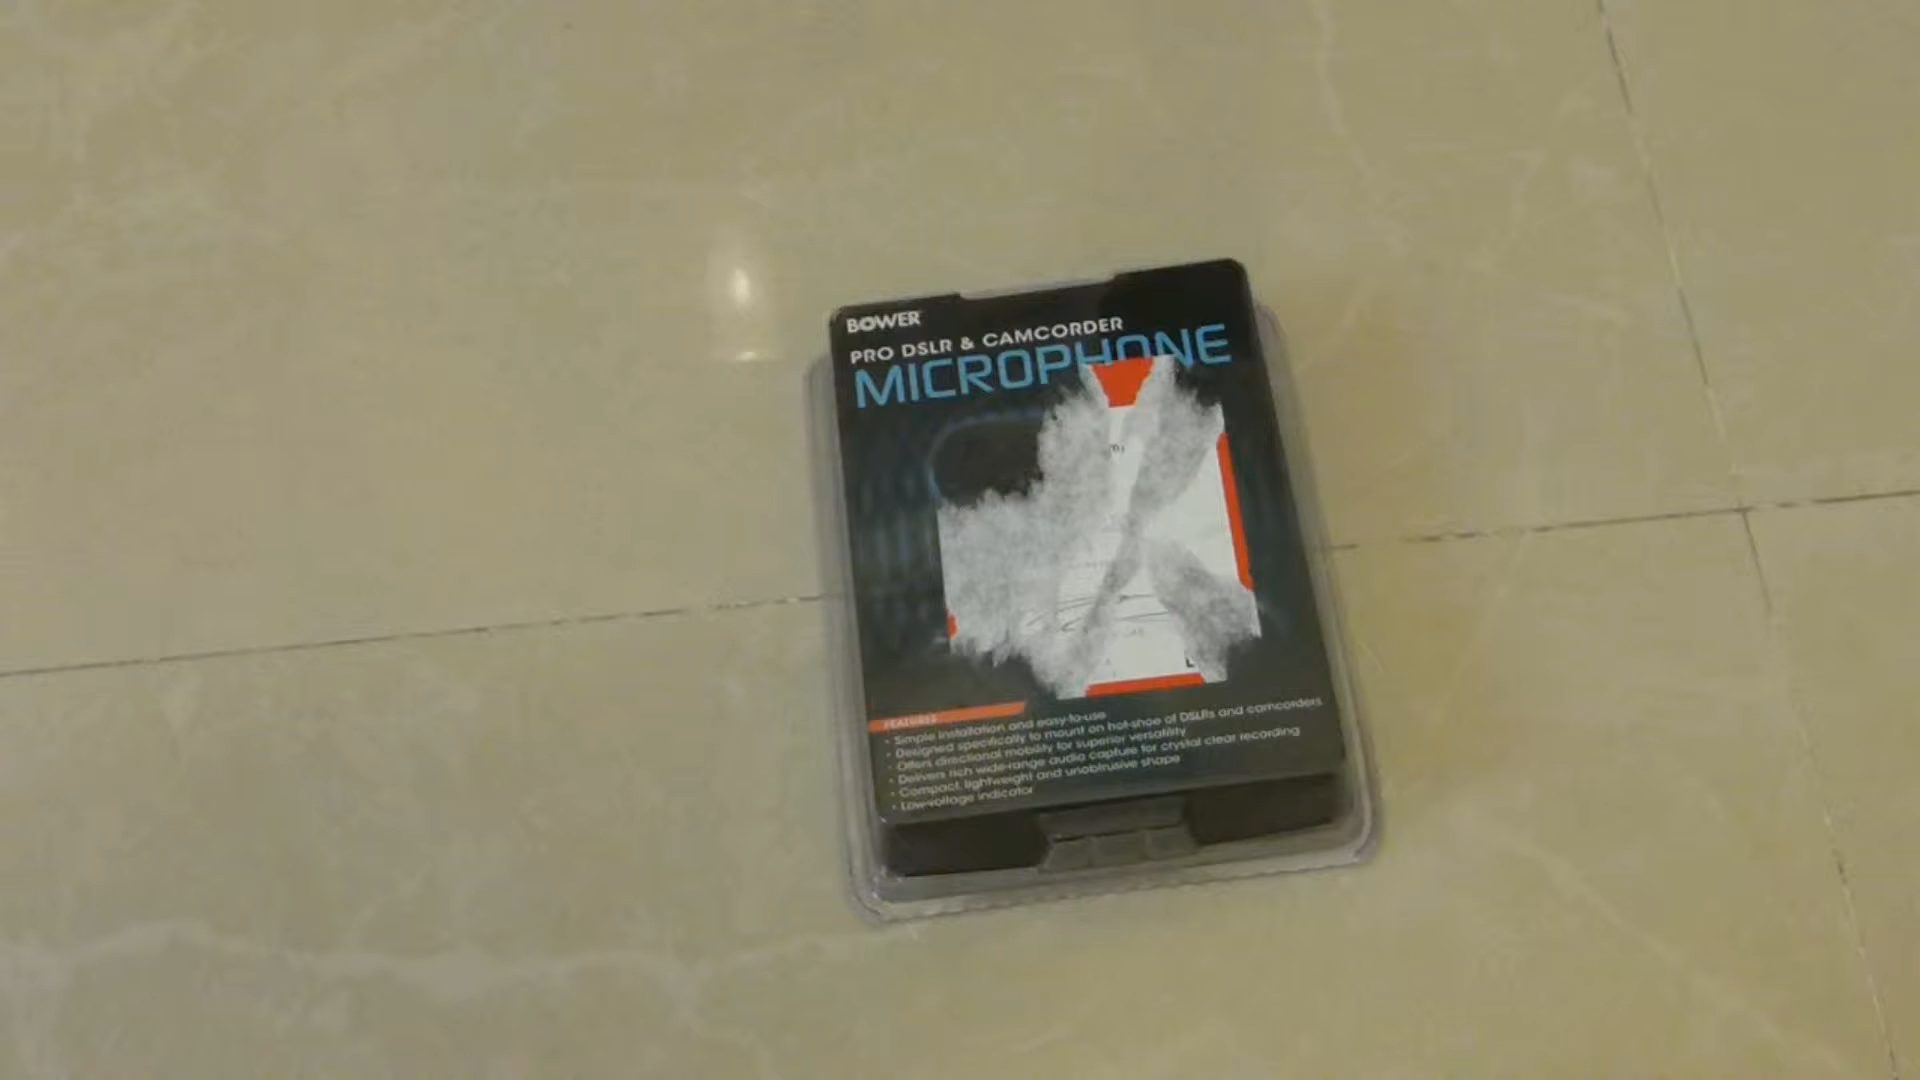 BOWER
PRO DSLR & CAMCORDER
MICROPHONE
FEATURES
• Simple installation and easy-to-use
• Designed specifically to mount on hot-shoe of DSLRs and camcorders
• Offers directional mobility for superior versatility
• Delivers rich wide-range audio capture for crystal clear recording
• Compact, lightweight and unobtrusive shape
• Low-voltage indicator